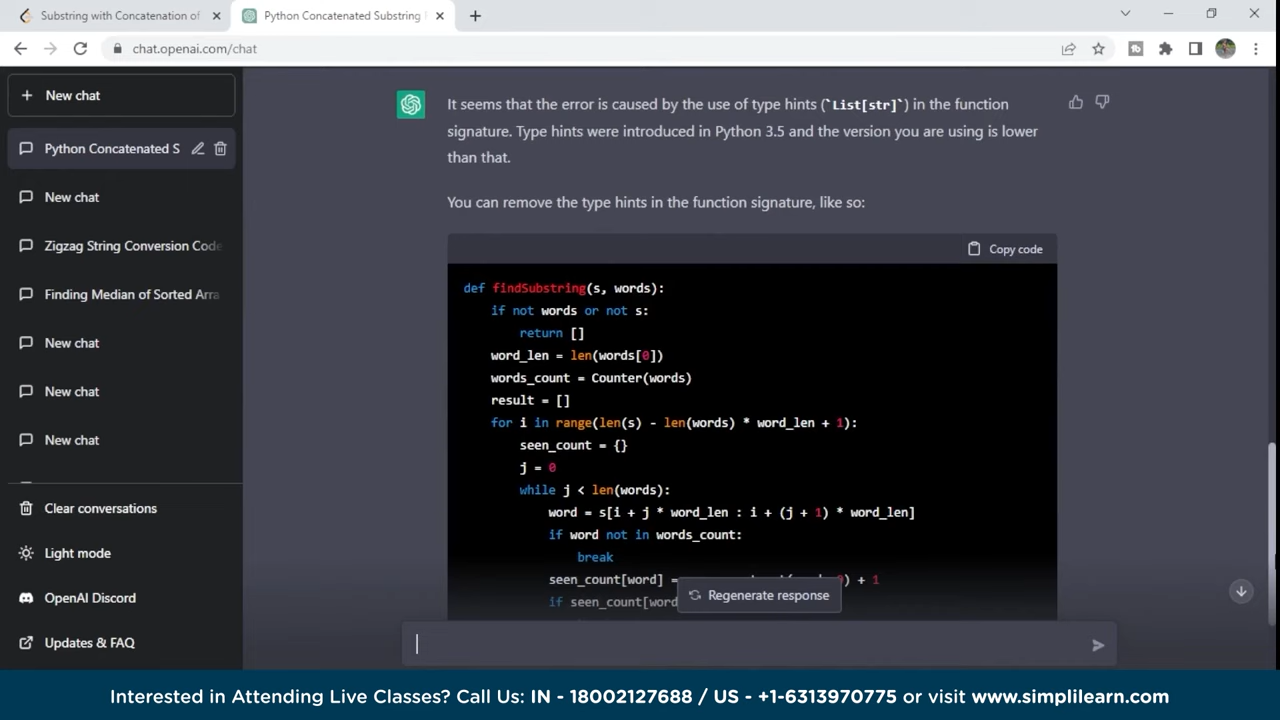 Substring with Concatenation of
Python Concatenated Substring
chat.openai.com/chat
New chat
Python Concatenated S
New chat
Zigzag String Conversion Code
Finding Median of Sorted Arra
New chat
New chat
New chat
Clear conversations
Light mode
OpenAI Discord
Updates & FAQ
It seems that the error is caused by the use of type hints (`List[str]`) in the function
signature. Type hints were introduced in Python 3.5 and the version you are using is lower
than that.
You can remove the type hints in the function signature, like so:
Copy code
def findSubstring(s, words):
if not words or not s:
return []
word_len = len(words[0])
words_count = Counter(words)
result = []
for i in range(len(s) - len(words) * word_len + 1):
seen_count = {}
j = 0
while j < len(words):
word = s[i + j * word_len : i + (j + 1) * word_len]
if word not in words_count:
break
seen_count[word] = ) + 1
if seen_count[word
Regenerate response
Interested in Attending Live Classes? Call Us: IN - 18002127688 / US - +1-6313970775 or visit www.simplilearn.com